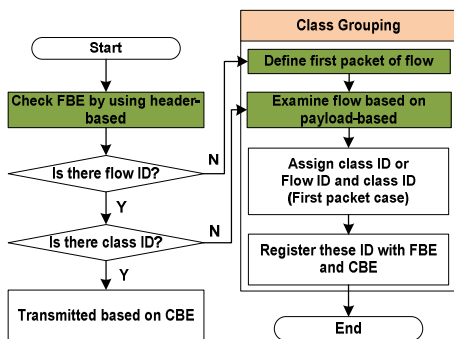 Start
Check FBE by using header-
based
Is there flow ID?
N
Y
Is there class ID?
N
Y
Transmitted based on CBE
Class Grouping
Define first packet of flow
Examine flow based on
payload-based
Assign class ID or
Flow ID and class ID
(First packet case)
Register these ID with FBE
and CBE
End